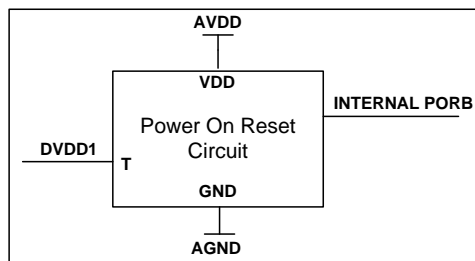 AVDD
VDD
INTERNAL PORB
Power On Reset
Circuit
DVDD1
T
GND
AGND